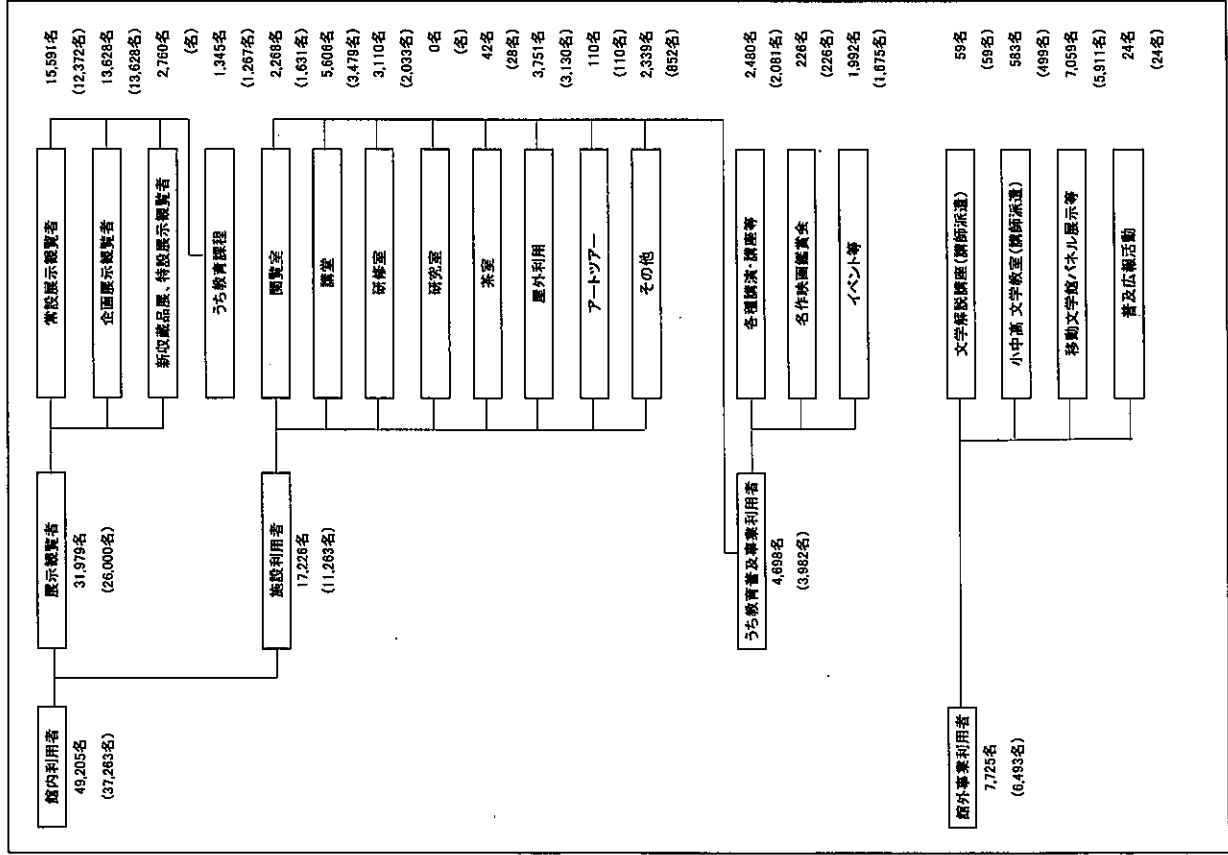 館内利用者
49,205名
(37,263名)
展示観覧者
31,979名
(26,000名)
常設展示観覧者
15,591名
(12,372名)
企画展示観覧者
13,628名
(13,628名)
新収蔵品展、特設展示観覧者
2,760名
(名)
うち教育課程
1,345名
(1,267名)
施設利用者
17,226名
(11,263名)
閲覧室
2,268名
(1,631名)
講堂
5,606名
(3,479名)
研修室
3,110名
(2,033名)
研究室
0名
(名)
茶室
42名
(28名)
屋外利用
3,751名
(3,130名)
アートツアー
110名
(110名)
その他
2,339名
(852名)
うち教育普及事業利用者
4,698名
(3,982名)
各種講演・講座等
2,480名
(2,081名)
名作映画鑑賞会
226名
(226名)
イベント等
1,992名
(1,675名)
館外事業利用者
7,725名
(6,493名)
文学解説講座(講師派遣)
59名
(59名)
小中高 文学教室(講師派遣)
583名
(499名)
移動文学館パネル展示等
7,059名
(5,911名)
普及広報活動
24名
(24名)